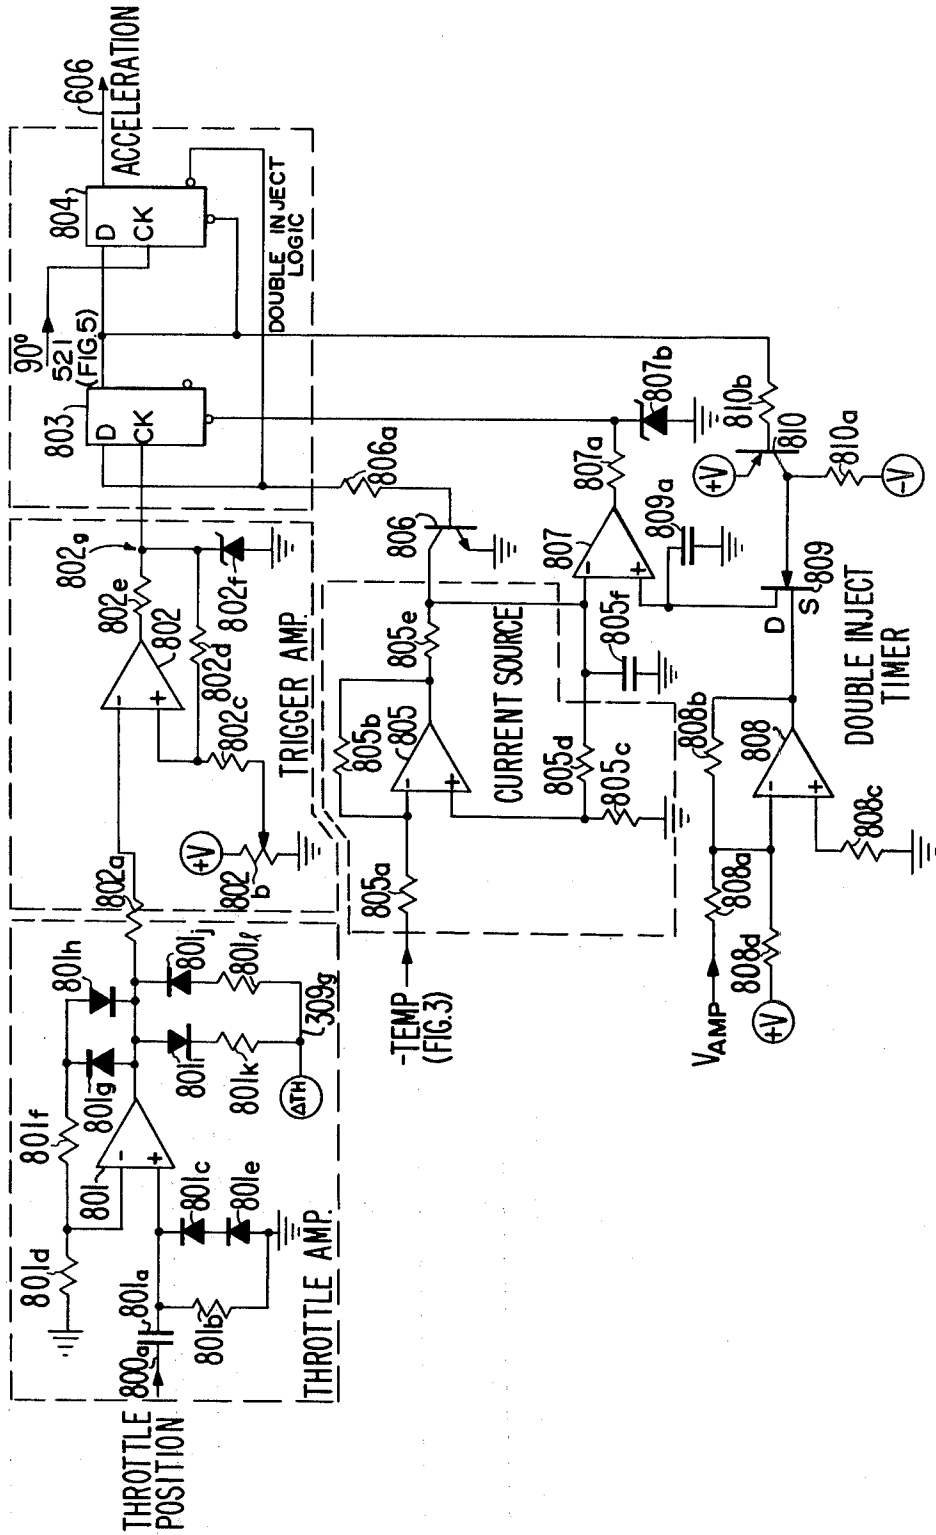 THROTTLE
POSITION
800a
801a
801b
801c
801e
801d
801f
801
801g
801h
801i
801j
801k
801l
ΔTH
309g
THROTTLE AMP.
802a
802
b
+V
802c
802d
802
802e
802f
802g
TRIGGER AMP.
803
D
CK
90°
521
(FIG.5)
804
D
CK
606
ACCELERATION
DOUBLE INJECT
LOGIC
-TEMP
(FIG.3)
805a
805b
805
805c
805d
805e
805f
CURRENT SOURCE
806
806a
807
807a
807b
809a
VAMP
808a
808b
808d
+V
808
808c
D
S
809
+V
810
810a
810b
-V
DOUBLE INJECT
TIMER
-
+
-
+
-
+
-
+
-
+